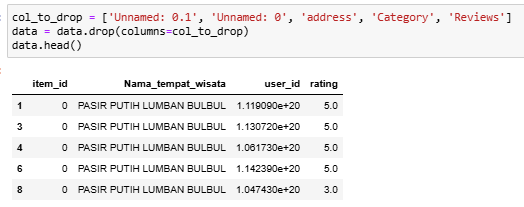 col_to_drop = ['Unnamed: 0.1', 'Unnamed: 0', 'address', 'Category', 'Reviews']
data = data.drop(columns=col_to_drop)
data.head()
item_id Nama_tempat_wisata user_id rating
1 0 PASIR PUTIH LUMBAN BULBUL 1.119090e+20 5.0
3 0 PASIR PUTIH LUMBAN BULBUL 1.130720e+20 5.0
4 0 PASIR PUTIH LUMBAN BULBUL 1.061730e+20 5.0
6 0 PASIR PUTIH LUMBAN BULBUL 1.142390e+20 5.0
8 0 PASIR PUTIH LUMBAN BULBUL 1.047430e+20 3.0